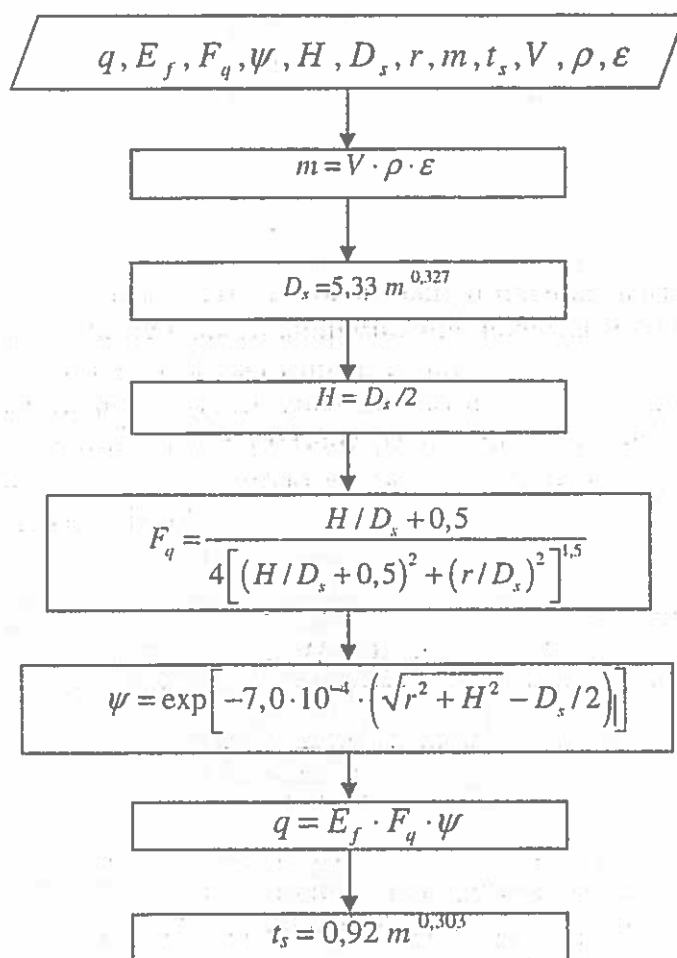 q, E_f, F_q, ψ, H, D_s, r, m, t_s, V, ρ, ε
m = V · ρ · ε
D_s = 5,33 m^{0,327}
H = D_s/2
F_q = \frac{H/D_s + 0,5}{4[(H/D_s + 0,5)^2 + (r/D_s)^2]^{1,5}}
ψ = exp[-7,0 · 10^{-4} · (\sqrt{r^2 + H^2} - D_s/2)]
q = E_f · F_q · ψ
t_s = 0,92 m^{0,303}